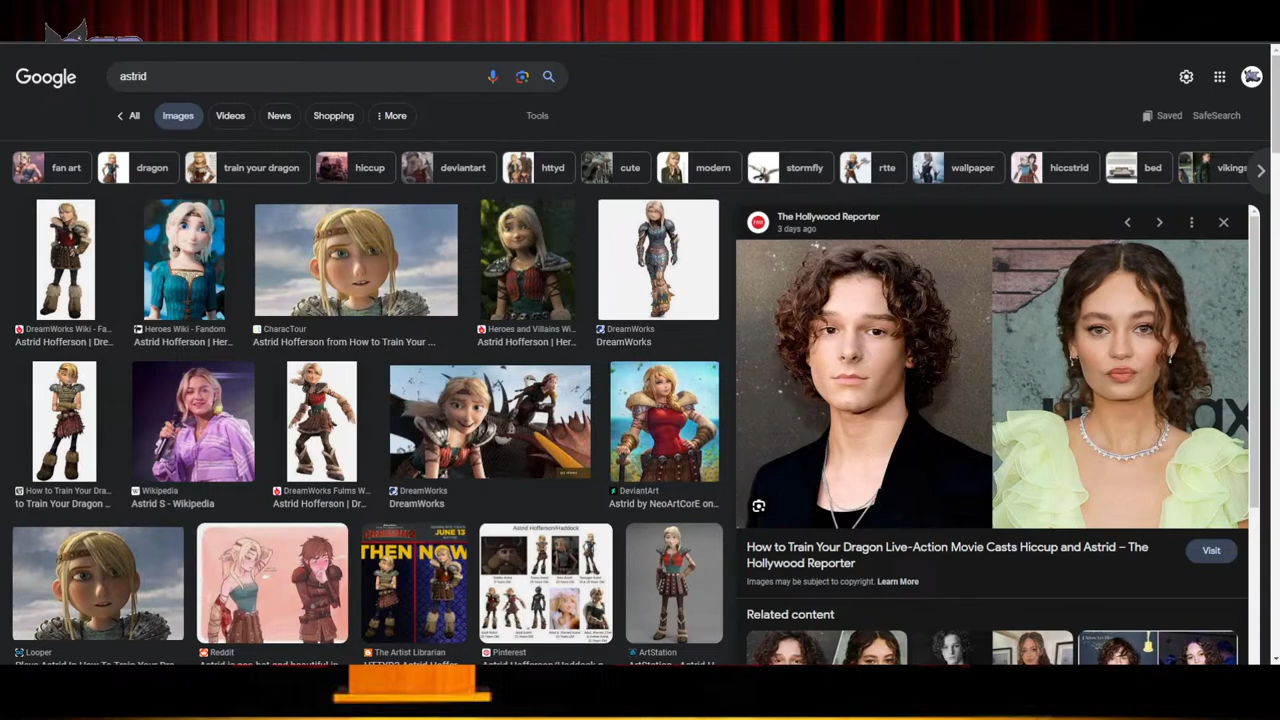 Google
astrid
All
Images
Videos
News
Shopping
More
Tools
Saved
SafeSearch
fan art
dragon
train your dragon
hiccup
deviantart
httyd
cute
modern
stormfly
rtte
wallpaper
hiccstrid
bed
vikings
DreamWorks Wiki - Fa...
Astrid Hofferson | Dre...
Heroes Wiki - Fandom
Astrid Hofferson | Her...
CharacTour
Astrid Hofferson from How to Train Your ...
Heroes and Villains Wi...
Astrid Hofferson | Her...
DreamWorks
DreamWorks
The Hollywood Reporter
3 days ago
How to Train Your Dra...
to Train Your Dragon ...
Wikipedia
Astrid S - Wikipedia
DreamWorks Fulms W...
Astrid Hofferson | Dr...
DreamWorks
DreamWorks
DeviantArt
Astrid by NeoArtCorE on...
How to Train Your Dragon Live-Action Movie Casts Hiccup and Astrid – The
Hollywood Reporter
Visit
Images may be subject to copyright. Learn More
Related content
JUNE 13
THEN NOW
Astrid Hofferson/Haddock
Looper
Reddit
The Artist Librarian
Pinterest
ArtStation